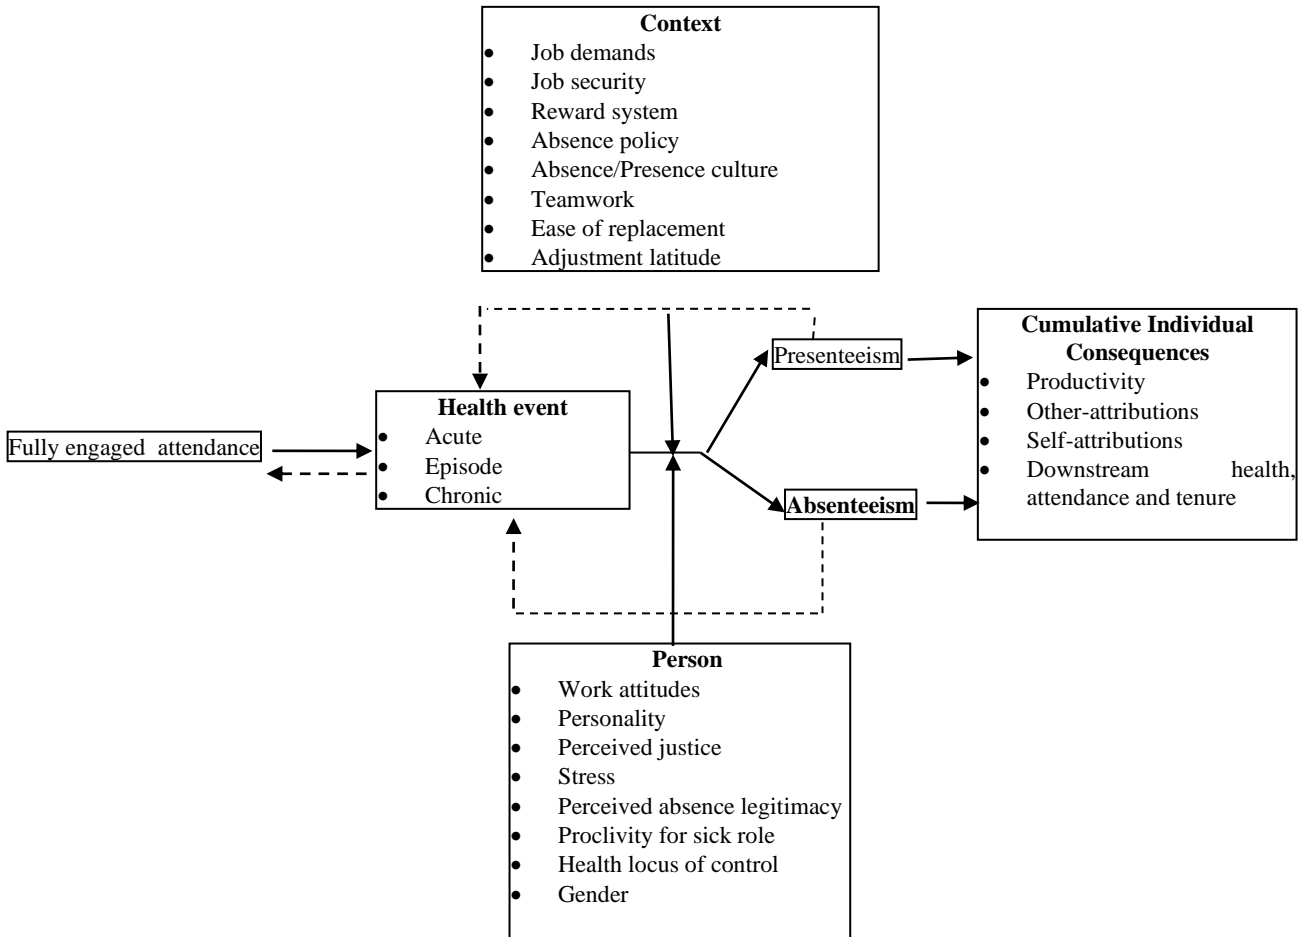 Context
• Job demands
• Job security
• Reward system
• Absence policy
• Absence/Presence culture
• Teamwork
• Ease of replacement
• Adjustment latitude
Fully engaged attendance
Health event
• Acute
• Episode
• Chronic
Presenteeism
Absenteeism
Cumulative Individual
Consequences
• Productivity
• Other-attributions
• Self-attributions
• Downstream health,
attendance and tenure
Person
• Work attitudes
• Personality
• Perceived justice
• Stress
• Perceived absence legitimacy
• Proclivity for sick role
• Health locus of control
• Gender